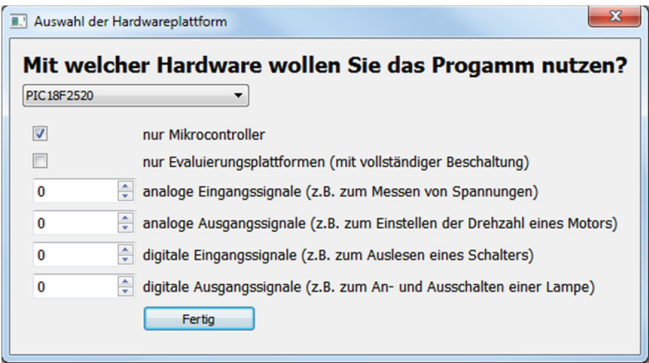 Auswahl der Hardwareplattform
Mit welcher Hardware wollen Sie das Progamm nutzen?
PIC18F2520
nur Mikrocontroller
nur Evaluierungsplattformen (mit vollständiger Beschaltung)
0 analoge Eingangssignale (z.B. zum Messen von Spannungen)
0 analoge Ausgangssignale (z.B. zum Einstellen der Drehzahl eines Motors)
0 digitale Eingangssignale (z.B. zum Auslesen eines Schalters)
0 digitale Ausgangssignale (z.B. zum An- und Ausschalten einer Lampe)
Fertig